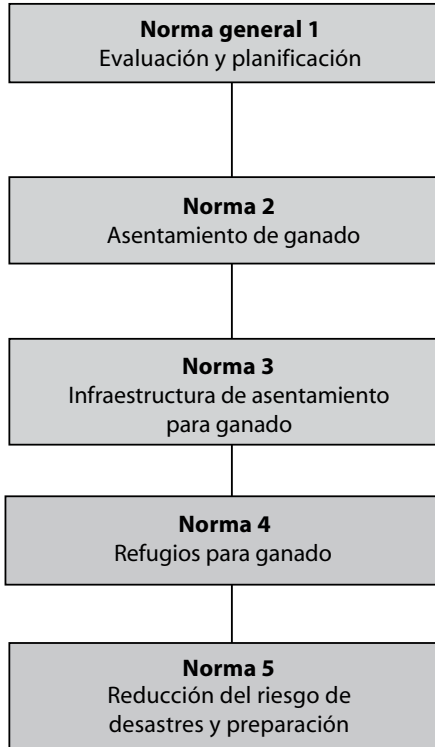 Norma general 1
Evaluación y planificación
Norma 2
Asentamiento de ganado
Norma 3
Infraestructura de asentamiento
para ganado
Norma 4
Refugios para ganado
Norma 5
Reducción del riesgo de
desastres y preparación